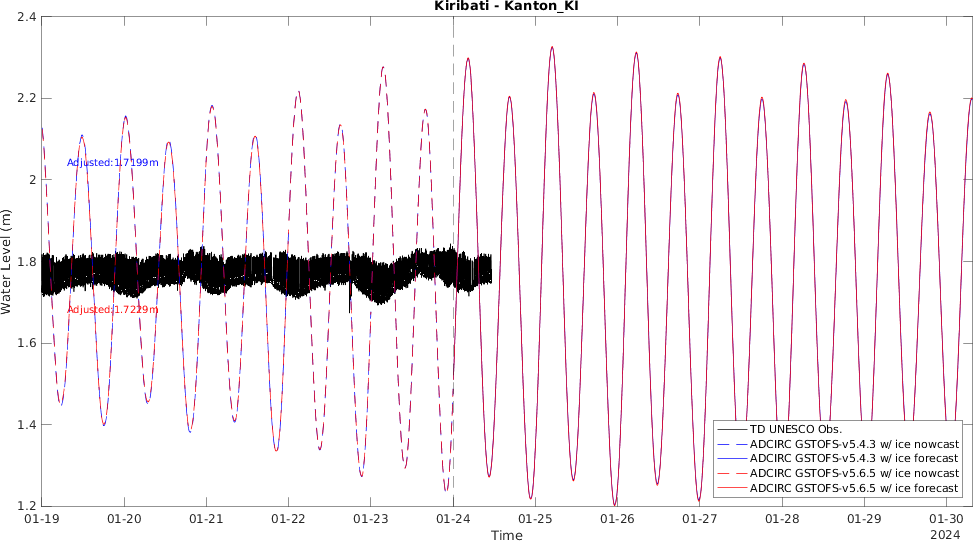 Kiribati - Kanton_KI
2.4
2.2
2
1.8
1.6
1.4
1.2
Water Level (m)
Adjusted:1.7199m
Adjusted:1.7229m
TD UNESCO Obs.
ADCIRC GSTOFS-v5.4.3 w/ ice nowcast
ADCIRC GSTOFS-v5.4.3 w/ ice forecast
ADCIRC GSTOFS-v5.6.5 w/ ice nowcast
ADCIRC GSTOFS-v5.6.5 w/ ice forecast
01-19 01-20 01-21 01-22 01-23 01-24 01-25 01-26 01-27 01-28 01-29 01-30
2024
Time